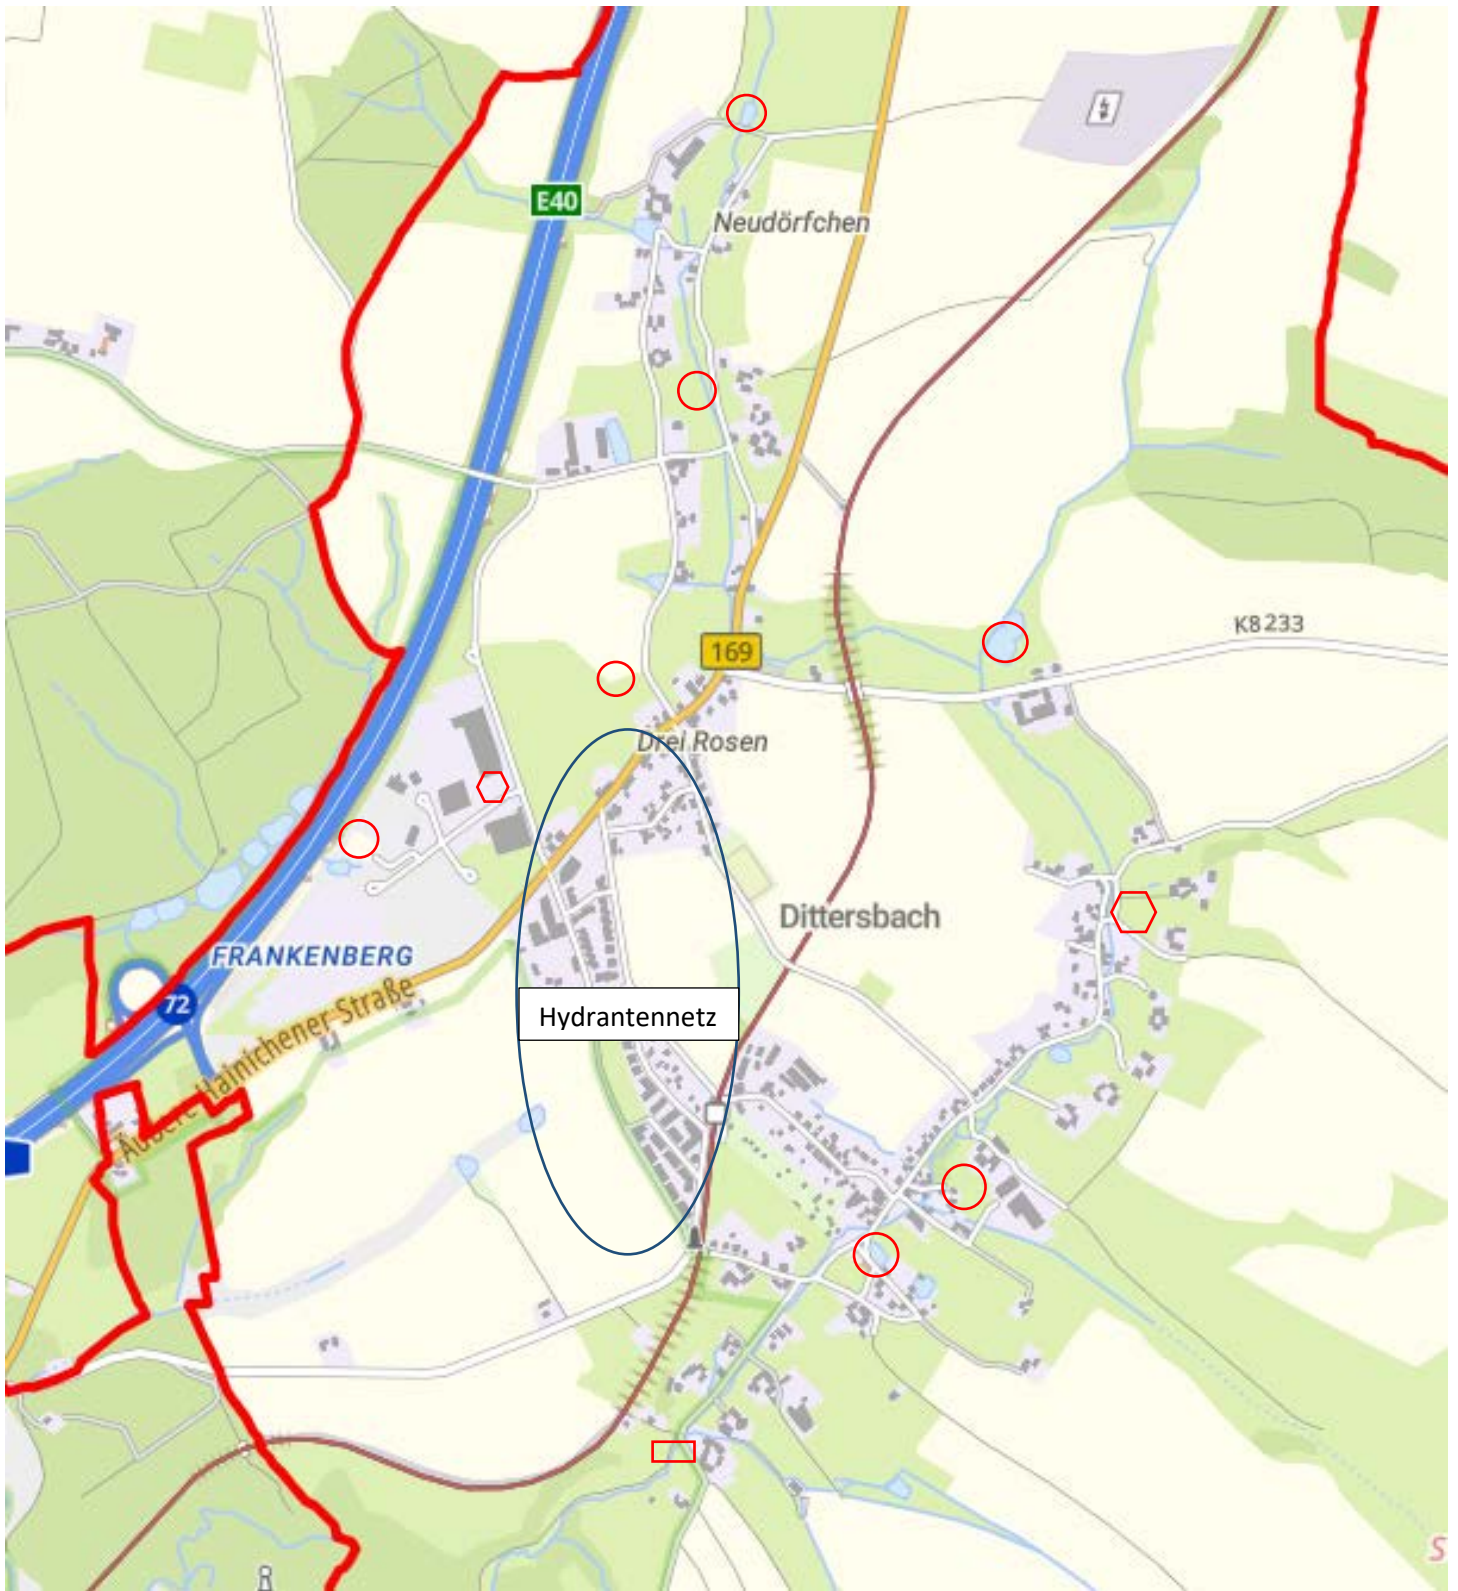 E40
Neudörfchen
K8233
169
Drei Rosen
Dittersbach
FRANKENBERG
72
Hydrantennetz
Äußere Hainichener Straße
S